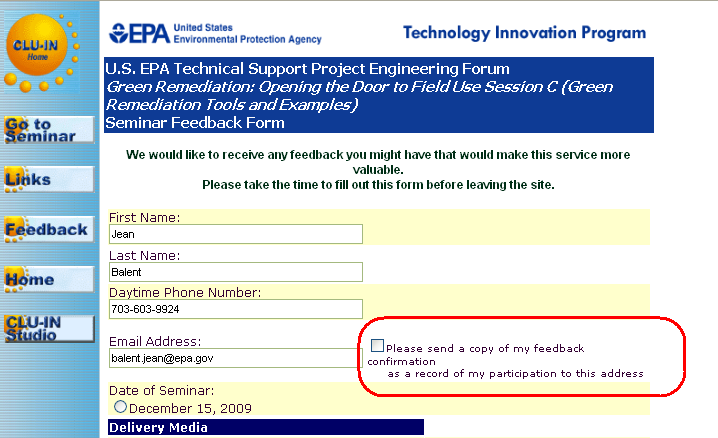 CLU-IN
Home
Go to
Seminar
Links
Feedback
Home
CLU-IN
Studio
EPA United States
Environmental Protection Agency
Technology Innovation Program
U.S. EPA Technical Support Project Engineering Forum
Green Remediation: Opening the Door to Field Use Session C (Green
Remediation Tools and Examples)
Seminar Feedback Form
We would like to receive any feedback you might have that would make this service more
valuable.
Please take the time to fill out this form before leaving the site.
First Name:
Jean
Last Name:
Balent
Daytime Phone Number:
703-603-9924
Email Address:
balent.jean@epa.gov
Please send a copy of my feedback
confirmation
as a record of my participation to this address
Date of Seminar:
December 15, 2009
Delivery Media